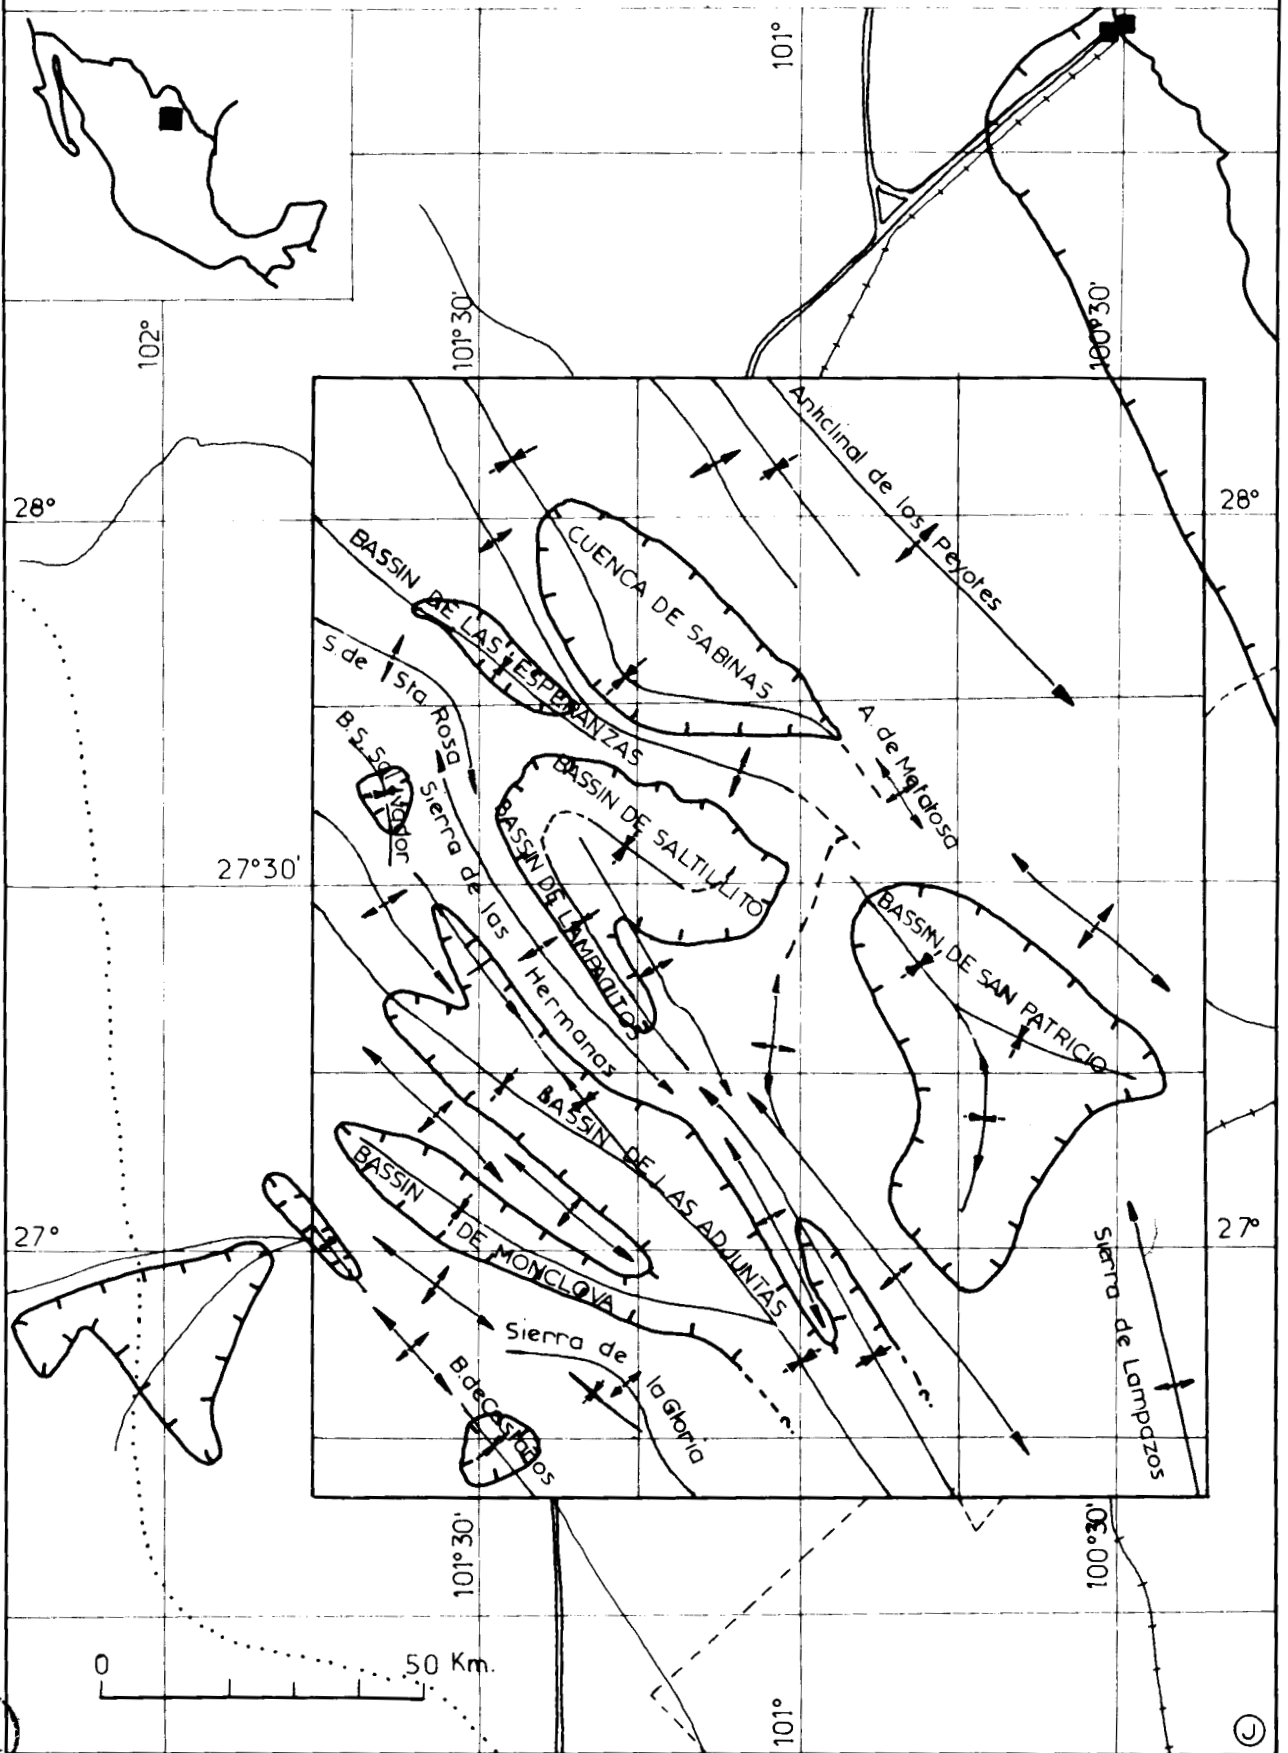 101°
102°
101°30'
100°30'
Anticlinal de los Peyotes
28°
28°
BASSIN DE LAS ESPERANZAS
CUENCA DE SABINAS
S. de Sta Rosa
B.S. Salvador
A. de Matatosa
Sierra de las Hermanas
BASSIN DE SALTILLITO
BASSIN DE LAMPACITOS
27°30'
BASSIN DE SAN PATRICIO
BASSIN DE LAS ADJUNTAS
BASSIN DE MONCLOVA
27°
27°
Sierra de la Gloria
Sierra de Lampazos
B. de Castaños
101°30'
100°30'
0 50 Km.
101°
J